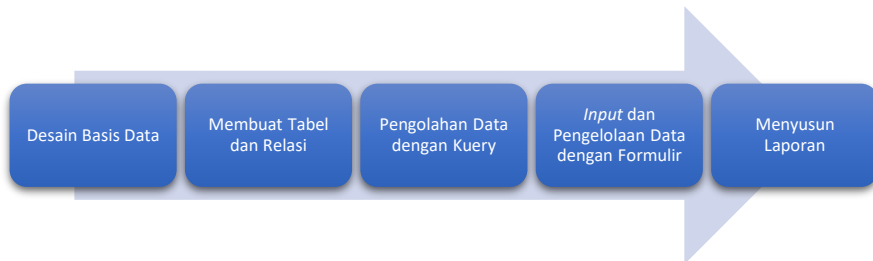 Desain Basis Data
Membuat Tabel
dan Relasi
Pengolahan Data
dengan Kuery
Input dan
Pengelolaan Data
dengan Formulir
Menyusun
Laporan